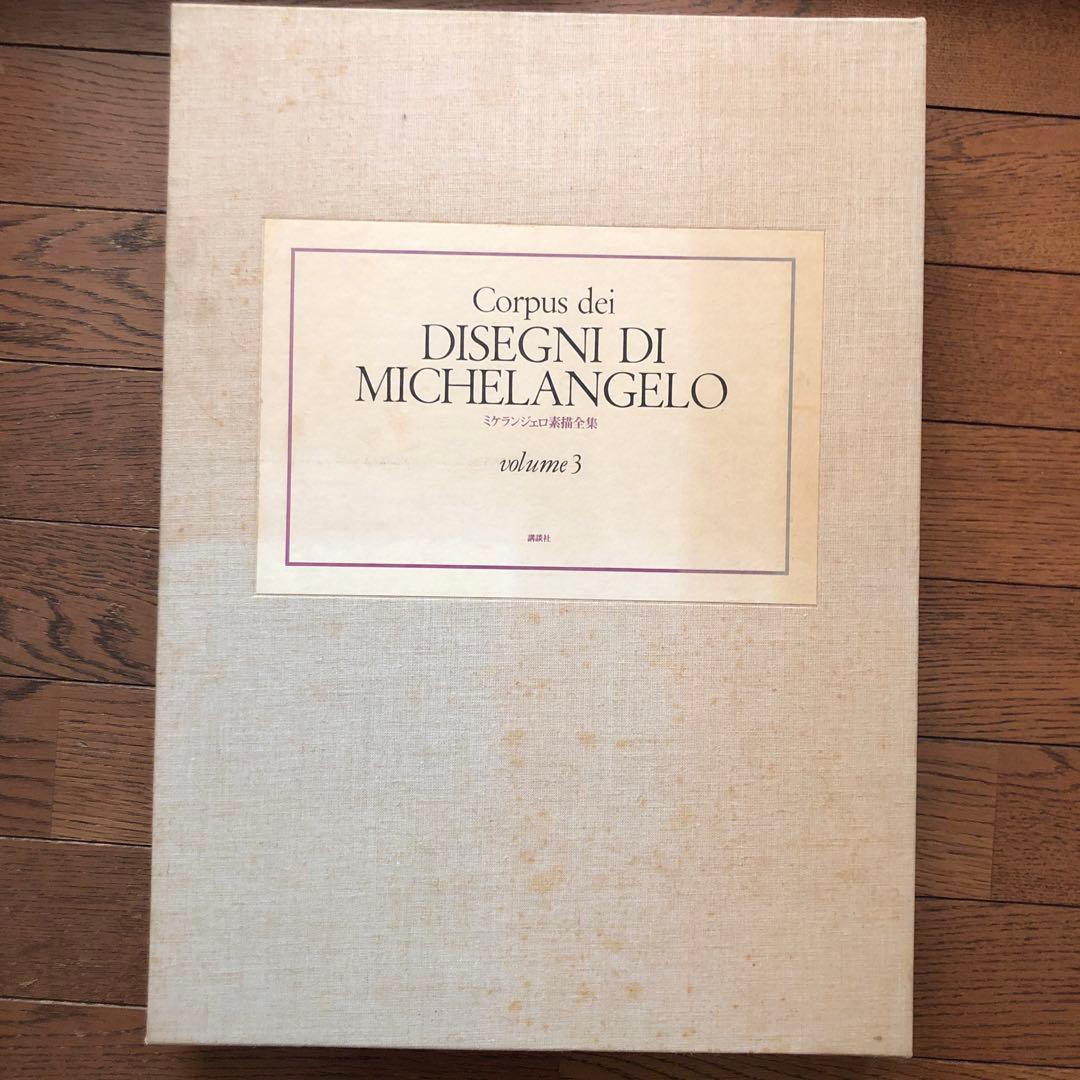 Corpus dei
DISEGNI DI
MICHELANGELO
ミケランジェロ素描全集
volume 3
講談社